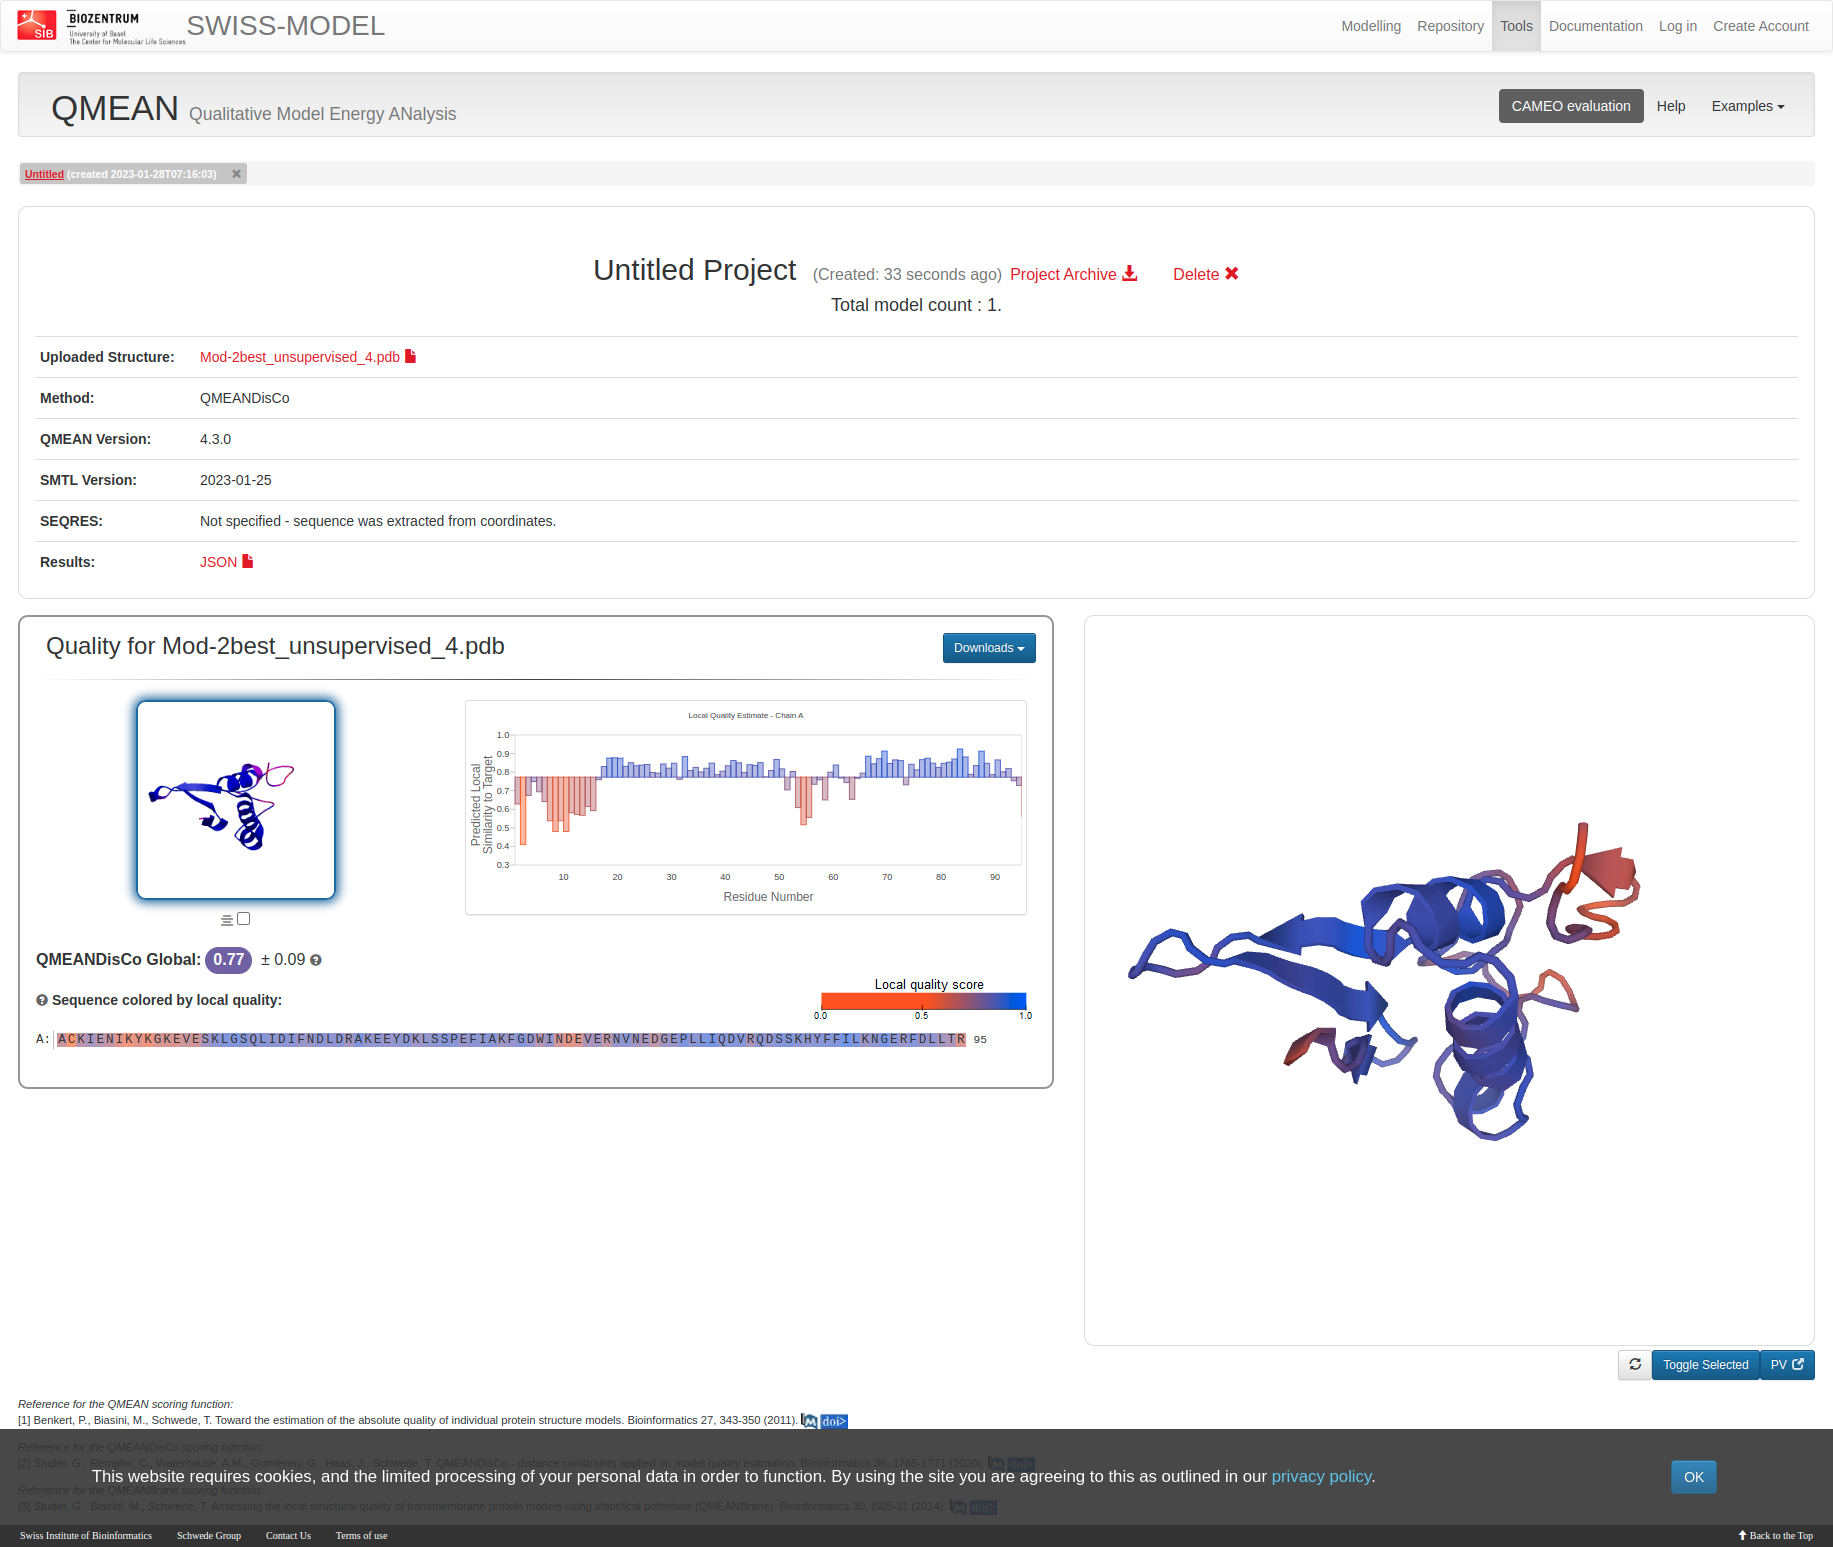 SIB
BIOZENTRUM
University of Basel
The Center for Molecular Life Sciences
SWISS-MODEL
Modelling Repository Tools Documentation Log in Create Account
QMEAN Qualitative Model Energy ANalysis
CAMEO evaluation Help Examples
Untitled (created 2023-01-28T07:16:03) ✖
Untitled Project (Created: 33 seconds ago) Project Archive Delete ✖
Total model count : 1.
Uploaded Structure: Mod-2best_unsupervised_4.pdb
Method: QMEANDisCo
QMEAN Version: 4.3.0
SMTL Version: 2023-01-25
SEQRES: Not specified - sequence was extracted from coordinates.
Results: JSON
Quality for Mod-2best_unsupervised_4.pdb
Downloads
Local Quality Estimate - Chain A
Predicted Local
Similarity to Target
1.0
0.9
0.8
0.7
0.6
0.5
0.4
0.3
10 20 30 40 50 60 70 80 90
Residue Number
QMEANDisCo Global: 0.77 ± 0.09
Sequence colored by local quality:
Local quality score
0.0 0.5 1.0
A: ACKIENIKYKGKEVESKLGSQLIDIFNDLDRAKEEYDKLSSPEFIAKFGDWINDEVERNVNEDGEPLLIQDVRQDSSKHYFFILKNGERFDLLTR 95
Toggle Selected PV
Reference for the QMEAN scoring function:
[1] Benkert, P., Biasini, M., Schwede, T. Toward the estimation of the absolute quality of individual protein structure models. Bioinformatics 27, 343-350 (2011). M doi>
Reference for the QMEANDisCo scoring function:
[2] Studer, G., Rempfer, C., Waterhouse, A.M., Gumienny, G., Haas, J., Schwede, T. QMEANDisCo - distance constraints applied on model quality estimation. Bioinformatics 36, 1765-1771 (2020). M doi>
This website requires cookies, and the limited processing of your personal data in order to function. By using the site you are agreeing to this as outlined in our privacy policy.
OK
Reference for the QMEANBrane scoring function:
[3] Studer, G., Biasini, M., Schwede, T. Assessing the local structural quality of transmembrane protein models using statistical potentials (QMEANBrane). Bioinformatics 30, i505-11 (2014). M doi>
Swiss Institute of Bioinformatics Schwede Group Contact Us Terms of use
Back to the Top